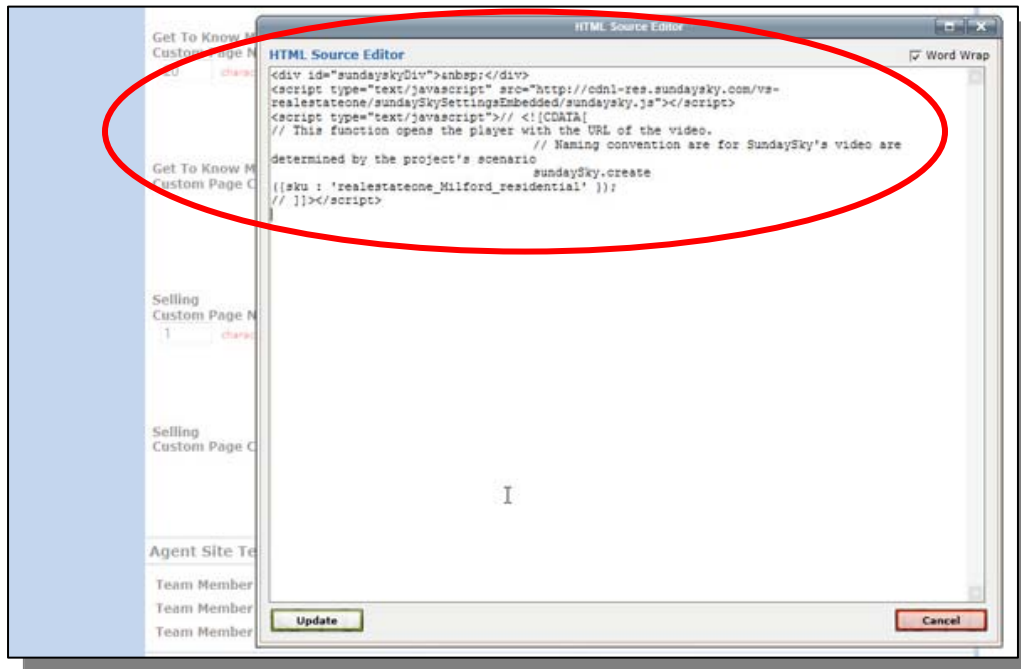 HTML Source Editor
HTML Source Editor
Word Wrap
<div id="sundayskyDiv">&nbsp;</div>
<script type="text/javascript" src="http://cdn1-res.sundaysky.com/vs-
realestateone/sundaySkySettingsEmbedded/sundaysky.js"></script>
<script type="text/javascript">// <![CDATA[
// This function opens the player with the URL of the video.
// Naming convention are for SundaySky's video are
determined by the project's scenario
sundaySky.create
({sku : 'realestateone_Milford_residential' });
// ]]></script>
Update
Cancel
Get To Know M
Custom Page N
20
Get To Know M
Custom Page C
Selling
Custom Page N
1 charac
Selling
Custom Page C
Agent Site Te
Team Member
Team Member
Team Member